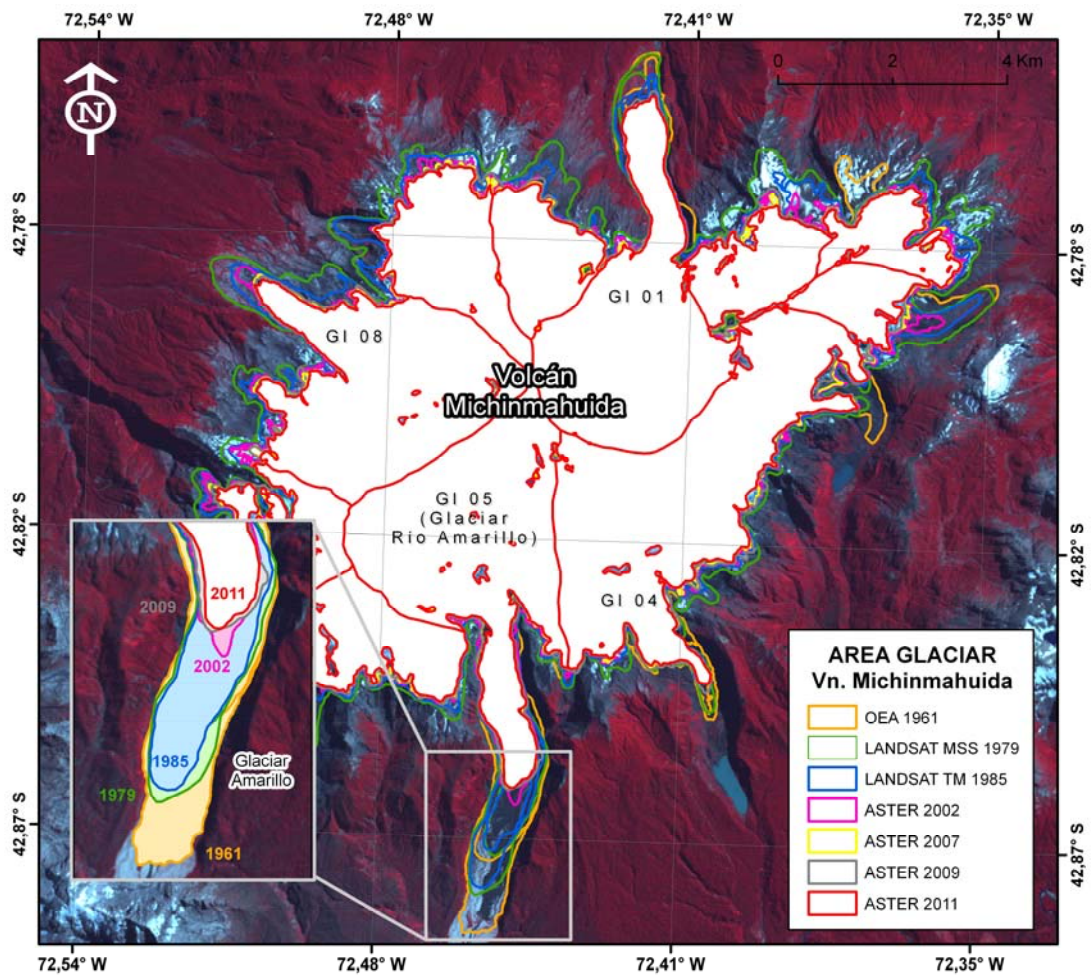 72,54° W
72,48° W
72,41° W
72,35° W
N
0 2 4 Km
42,78° S
42,78° S
GI 01
GI 08
Volcán
Michinmahuida
GI 05
(Glaciar
Rio Amarillo)
42,82° S
42,82° S
GI 04
2011
2009
2002
1985
Glaciar
Amarillo
1979
1961
AREA GLACIAR
Vn. Michinmahuida
OEA 1961
LANDSAT MSS 1979
LANDSAT TM 1985
ASTER 2002
ASTER 2007
ASTER 2009
ASTER 2011
42,87° S
42,87° S
72,54° W
72,48° W
72,41° W
72,35° W